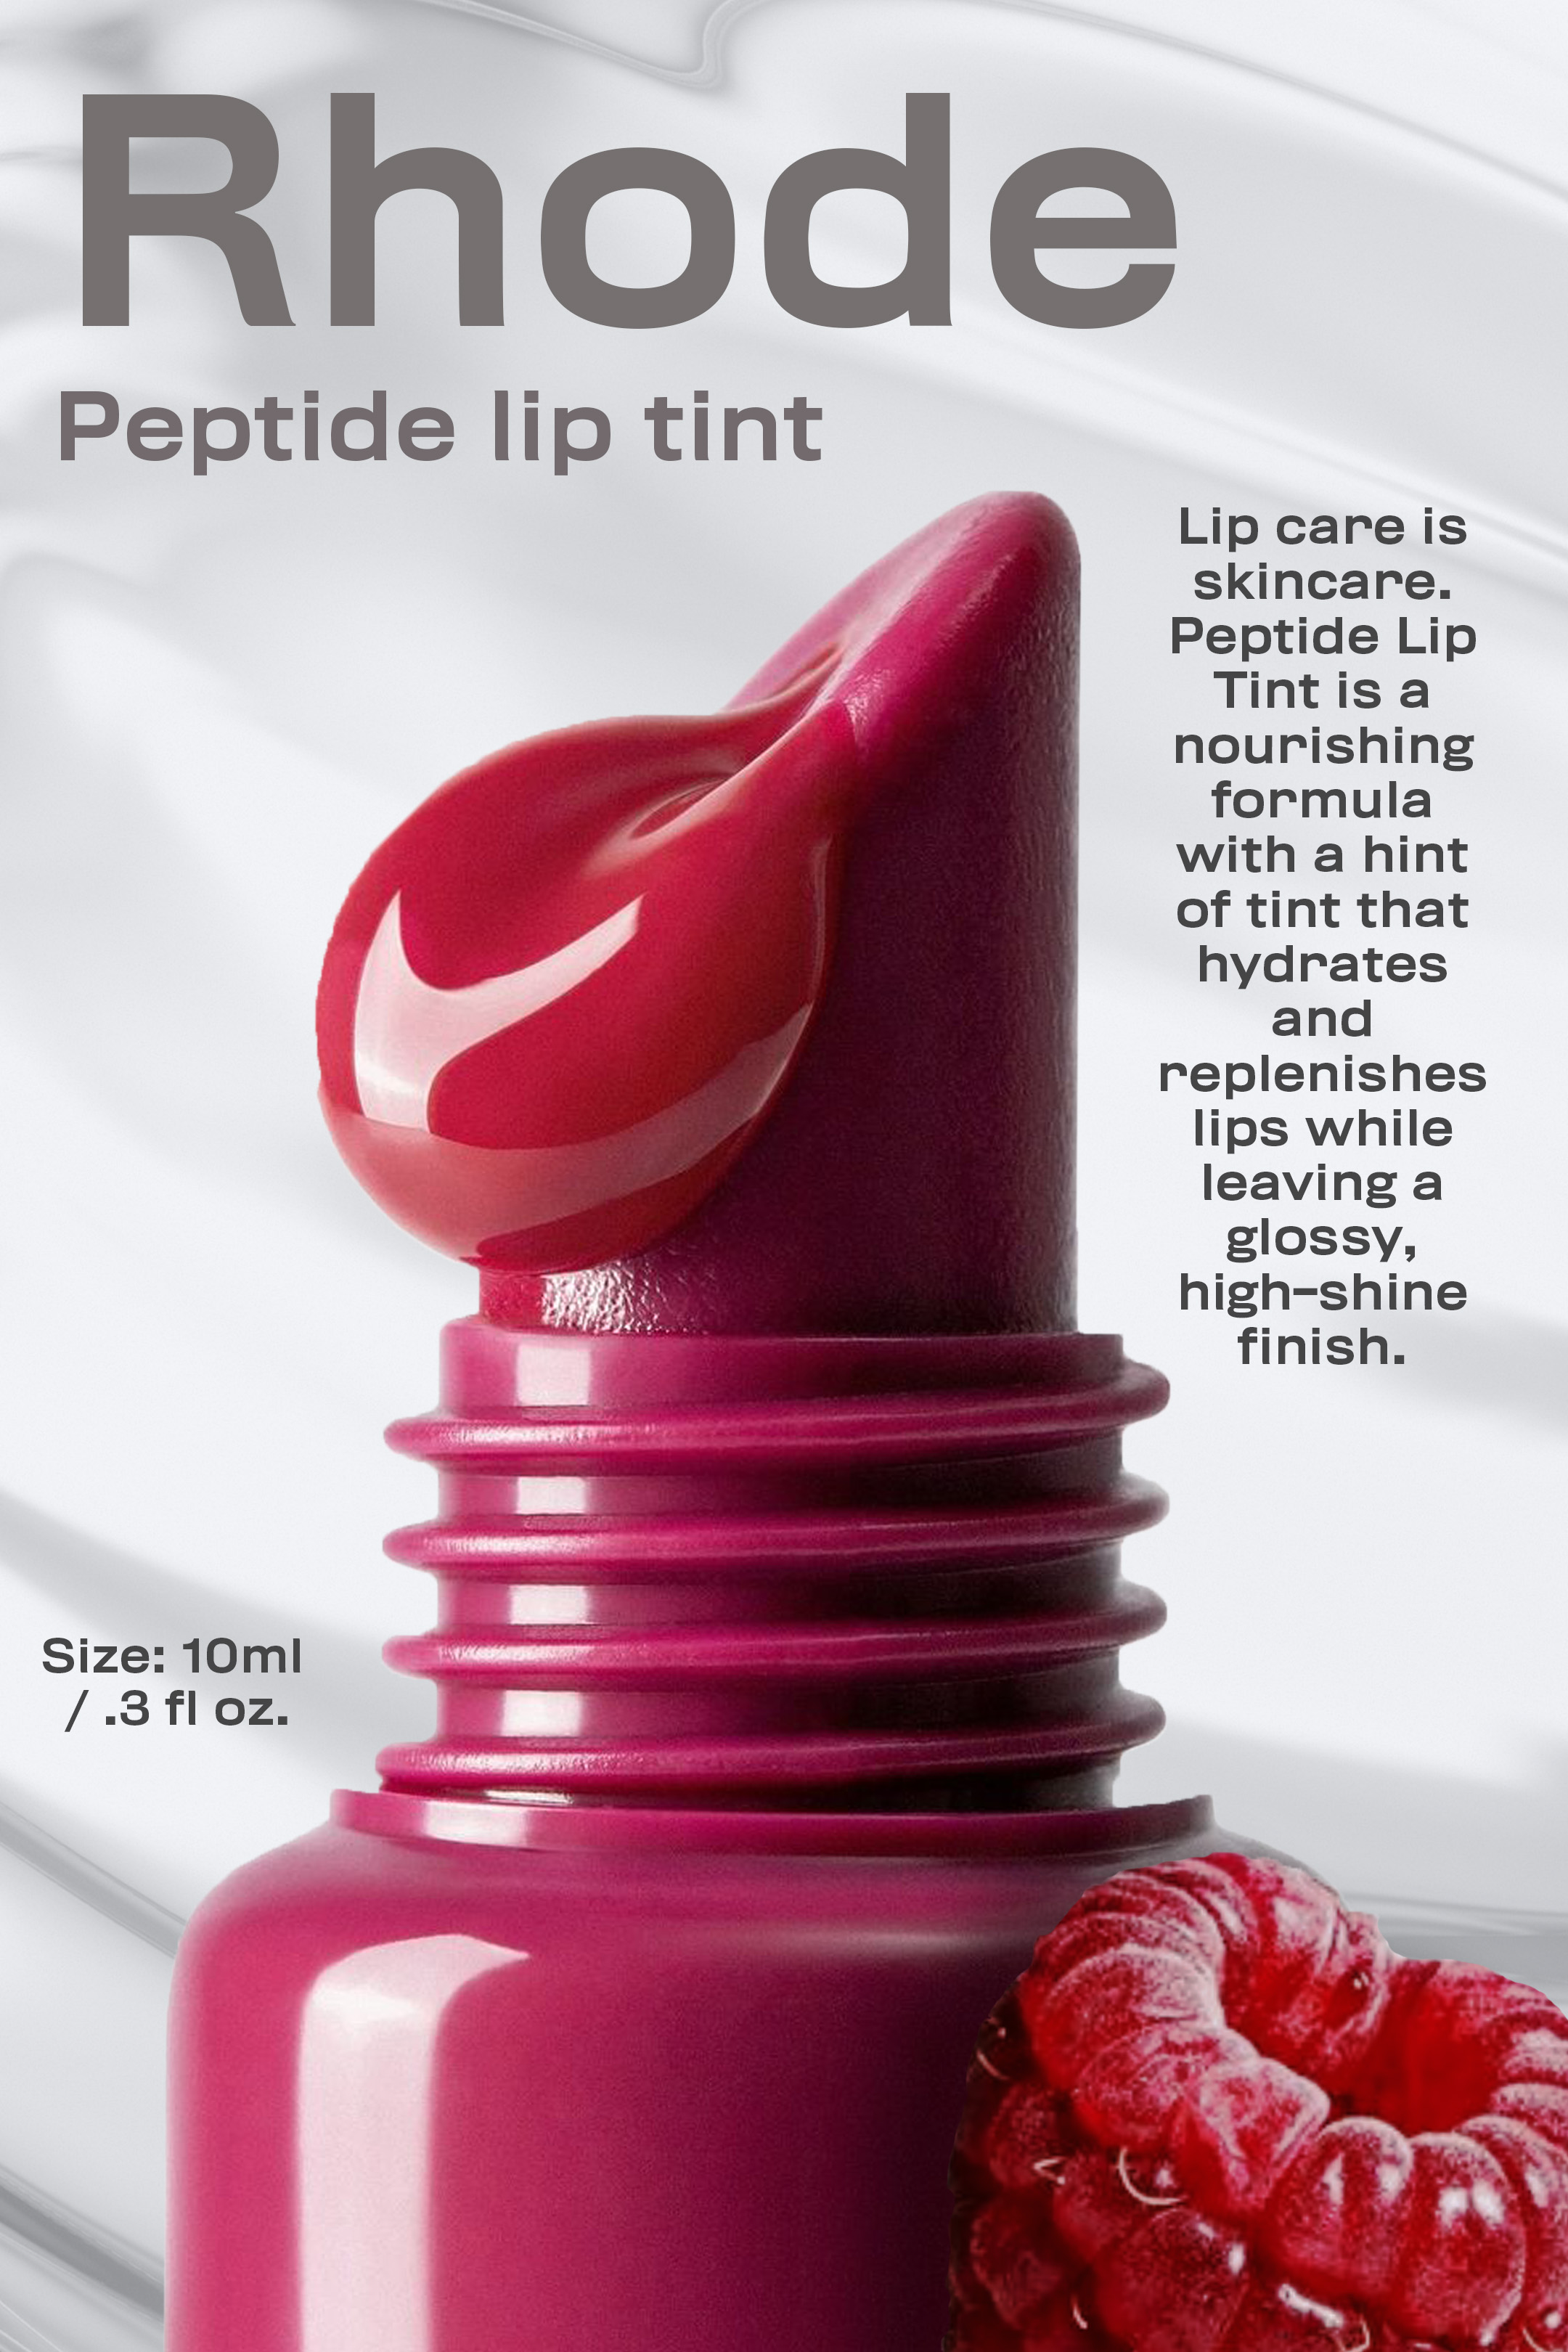 Rhode
Peptide lip tint
Lip care is
skincare.
Peptide Lip
Tint is a
nourishing
formula
with a hint
of tint that
hydrates
and
replenishes
lips while
leaving a
glossy,
high-shine
finish.
Size: 10ml
/ .3 fl oz.